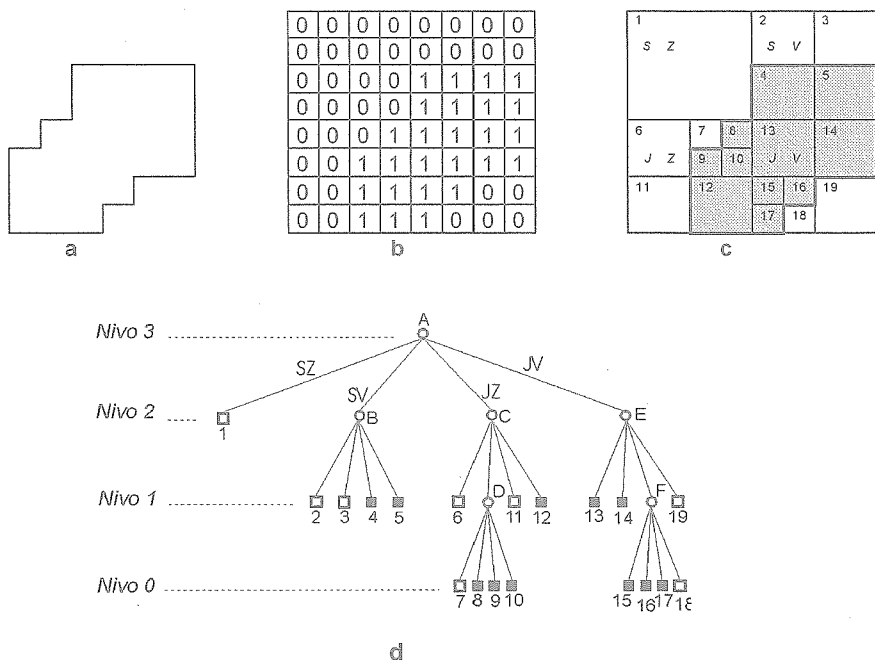 0 0 0 0 0 0 0 0
0 0 0 0 0 0 0 0
0 0 0 0 1 1 1 1
0 0 0 0 1 1 1 1
0 0 0 1 1 1 1 1
0 0 1 1 1 1 1 1
0 0 1 1 1 1 0 0
0 0 1 1 1 0 0 0
1 2 3
S Z S V
4 5
6 7 8 13 14
J Z 9 10 J V
11 12 15 16 19
17 18
a b c
Nivo 3 A
SZ SV JZ JV
Nivo 2 1 B C E
Nivo 1 2 3 4 5 6 D 11 12 13 14 F 19
Nivo 0 7 8 9 10 15 16 17 18
d